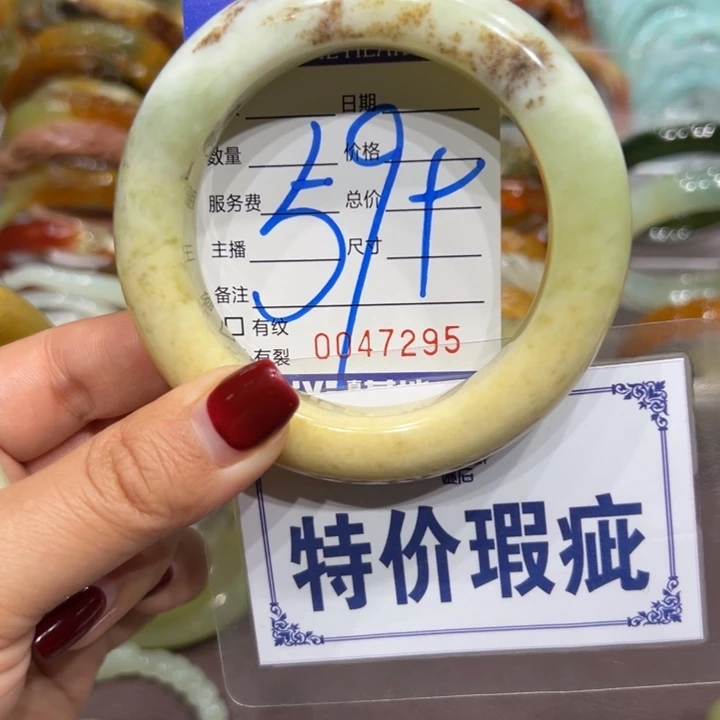 日期
数量 价格
服务费 总价
主播 尺寸
备注
有纹
有裂 0047295
59P
特价瑕疵